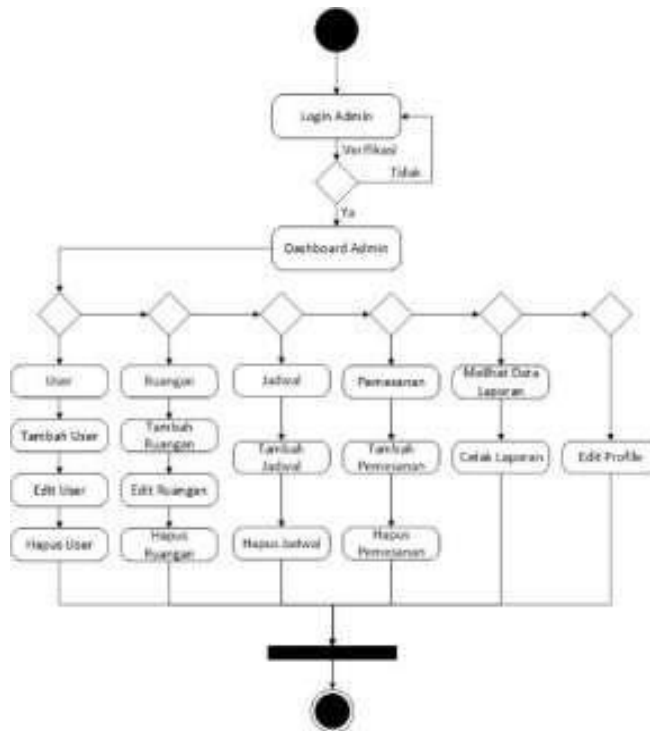 Login Admin
Verifikasi
Tidak
Ya
Dashboard Admin
User
Ruangan
Jadwal
Pemesanan
Melihat Data
Laporan
Tambah User
Tambah
Ruangan
Tambah
Jadwal
Tambah
Pemesanan
Cetak Laporan
Edit Profile
Edit User
Edit Ruangan
Hapus User
Hapus
Ruangan
Hapus Jadwal
Hapus
Pemesanan